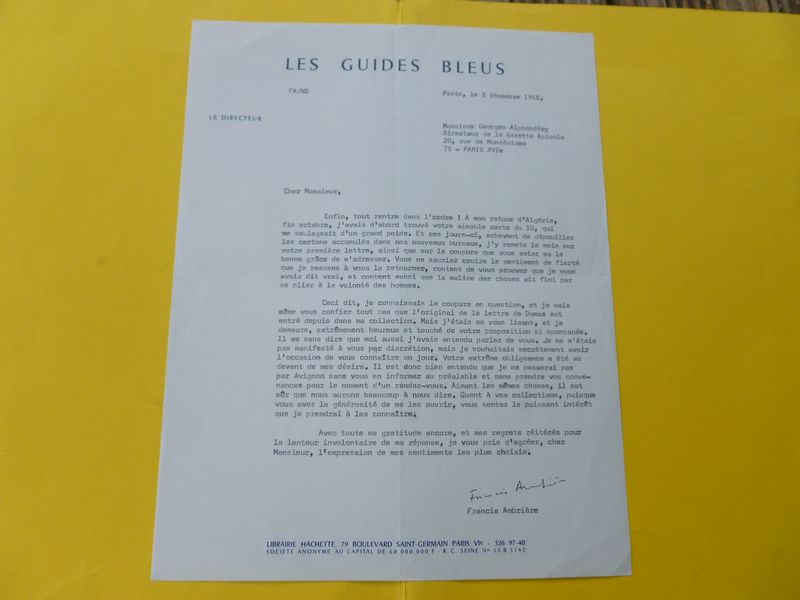 LES GUIDES BLEUS
FA/ND
Paris, le 2 décembre 1968.
LE DIRECTEUR
Monsieur Georges Alphandéry
Directeur de la Gazette Apicole
20, rue de Montévideo
75 - PARIS XVIe
Cher Monsieur,
Enfin, tout rentre dans l'ordre ! A mon retour d'Algérie,
fin octobre, j'avais d'abord trouvé votre aimable carte du 10, qui
me soulageait d'un grand poids. Et ces jours-ci, achevant de dépouiller
les cartons accumulés dans nos nouveaux bureaux, j'y remets la main sur
votre première lettre, ainsi que sur la coupure que vous aviez eu la
bonne grâce de m'adresser. Vous ne sauriez croire le sentiment de fierté
que je ressens à vous la retourner, content de vous prouver que je vous
avais dit vrai, et content aussi que la malice des choses ait fini par
se plier à la volonté des hommes.
Ceci dit, je connaissais la coupure en question, et je vais
même vous confier tout bas que l'original de la lettre de Dumas est
entré depuis dans ma collection. Mais j'étais en vous lisant, et je
demeure, extrêmement heureux et touché de votre proposition si spontanée.
Il va sans dire que moi aussi j'avais entendu parler de vous. Je ne m'étais
pas manifesté à vous par discrétion, mais je souhaitais secrètement avoir
l'occasion de vous connaître un jour. Votre extrême obligeance a été au
devant de mes désirs. Il est donc bien entendu que je ne passerai pas
par Avignon sans vous en informer au préalable et sans prendre vos conve-
nances pour le moment d'un rendez-vous. Aimant les mêmes choses, il est
sûr que nous aurons beaucoup à nous dire. Quant à vos collections, puisque
vous avez la générosité de me les ouvrir, vous sentez le puissant intérêt
que je prendrai à les connaître.
Avec toute ma gratitude encore, et mes regrets réitérés pour
la lenteur involontaire de ma réponse, je vous prie d'agréer, cher
Monsieur, l'expression de mes sentiments les plus choisis.
Francis Ambrière
Francis Ambrière
LIBRAIRIE HACHETTE, 79 BOULEVARD SAINT-GERMAIN PARIS VIe - 326 97-40
SOCIÉTÉ ANONYME AU CAPITAL DE 60.000.000 F - R.C. SEINE No 55 B 5742